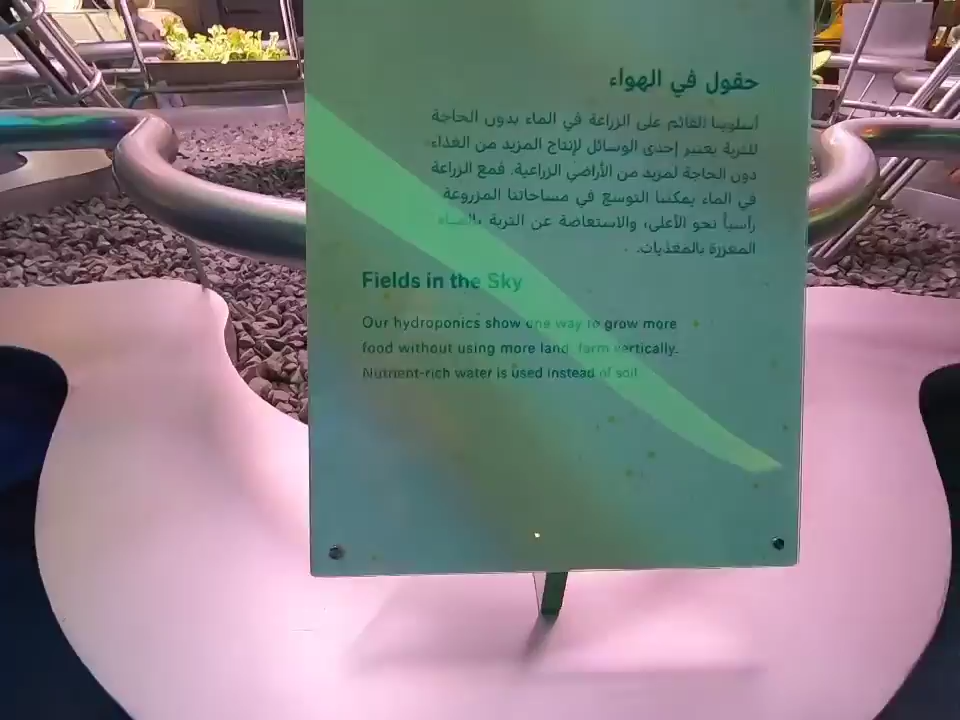 حقول في الهواء
أسلوبنا القائم على الزراعة في الماء بدون الحاجة
للتربة يعتبر إحدى الوسائل لإنتاج المزيد من الغذاء
دون الحاجة لمزيد من الأراضي الزراعية. فمع الزراعة
في الماء يمكننا التوسع في مساحاتنا المزروعة
رأسياً نحو الأعلى، والاستعاضة عن التربة بالمياه
المعززة بالمغذيات.
Fields in the Sky
Our hydroponics show one way to grow more
food without using more land: farm vertically.
Nutrient-rich water is used instead of soil.